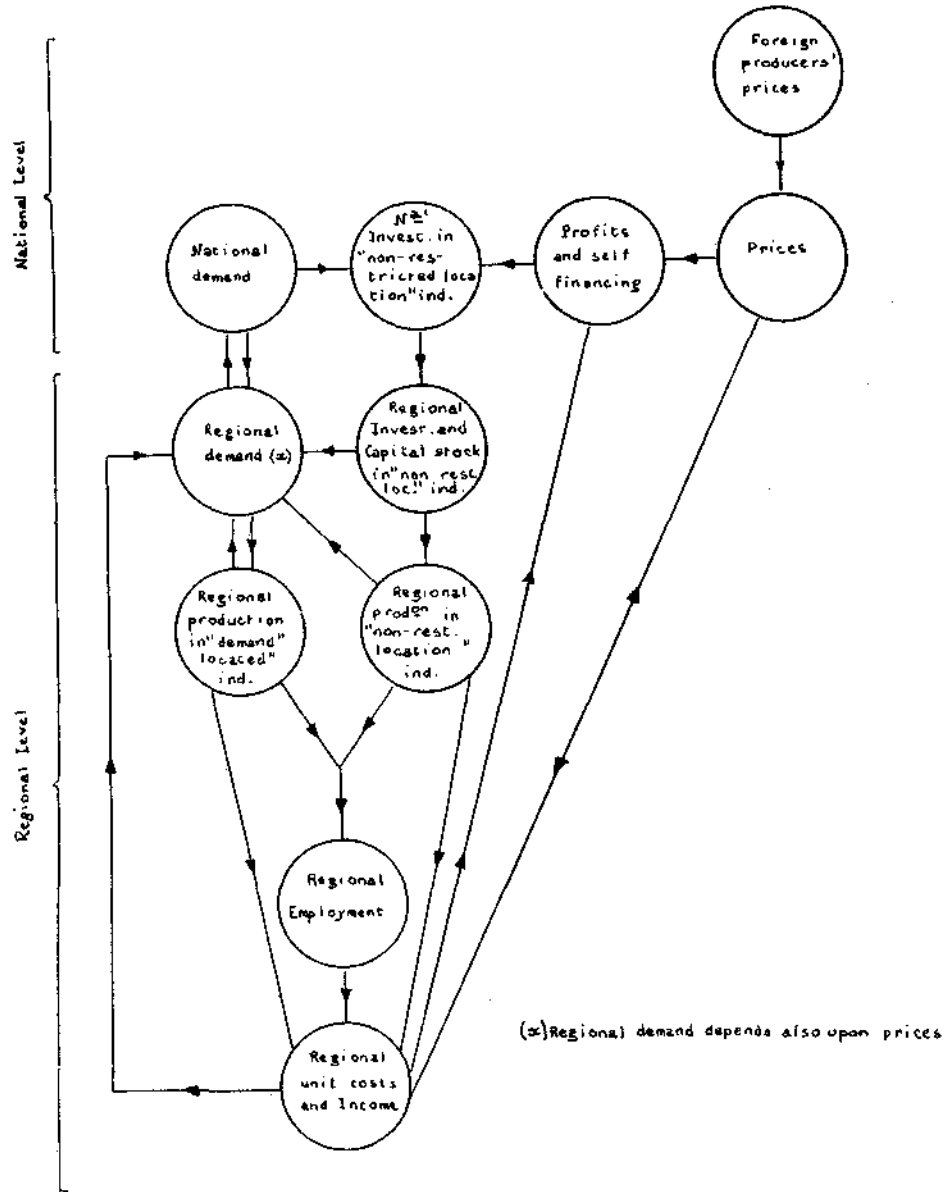 Foreign
producers'
prices
National Level
National
demand
Nal
Invest. in
"non-res-
tricted loca
tion" ind.
Profits
and self
financing
Prices
Regional
demand (x)
Regional
Invest. and
Capital stock
in "non rest.
loc." ind.
Regional
production
in "demand"
located"
ind.
Regional
prodon in
"non-rest.
location"
ind.
Regional Level
Regional
Employment
Regional
unit costs
and Income
(x) Regional demand depends also upon prices